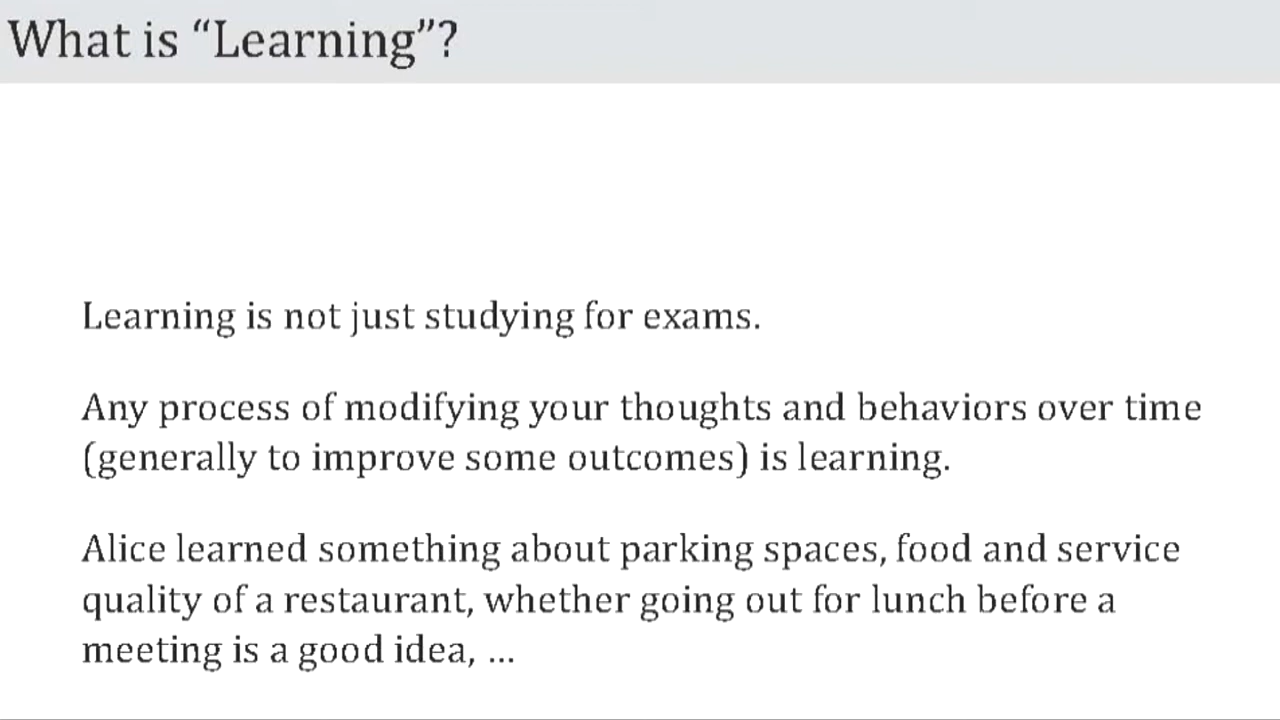 What is “Learning”?
Learning is not just studying for exams.
Any process of modifying your thoughts and behaviors over time
(generally to improve some outcomes) is learning.
Alice learned something about parking spaces, food and service
quality of a restaurant, whether going out for lunch before a
meeting is a good idea, ...